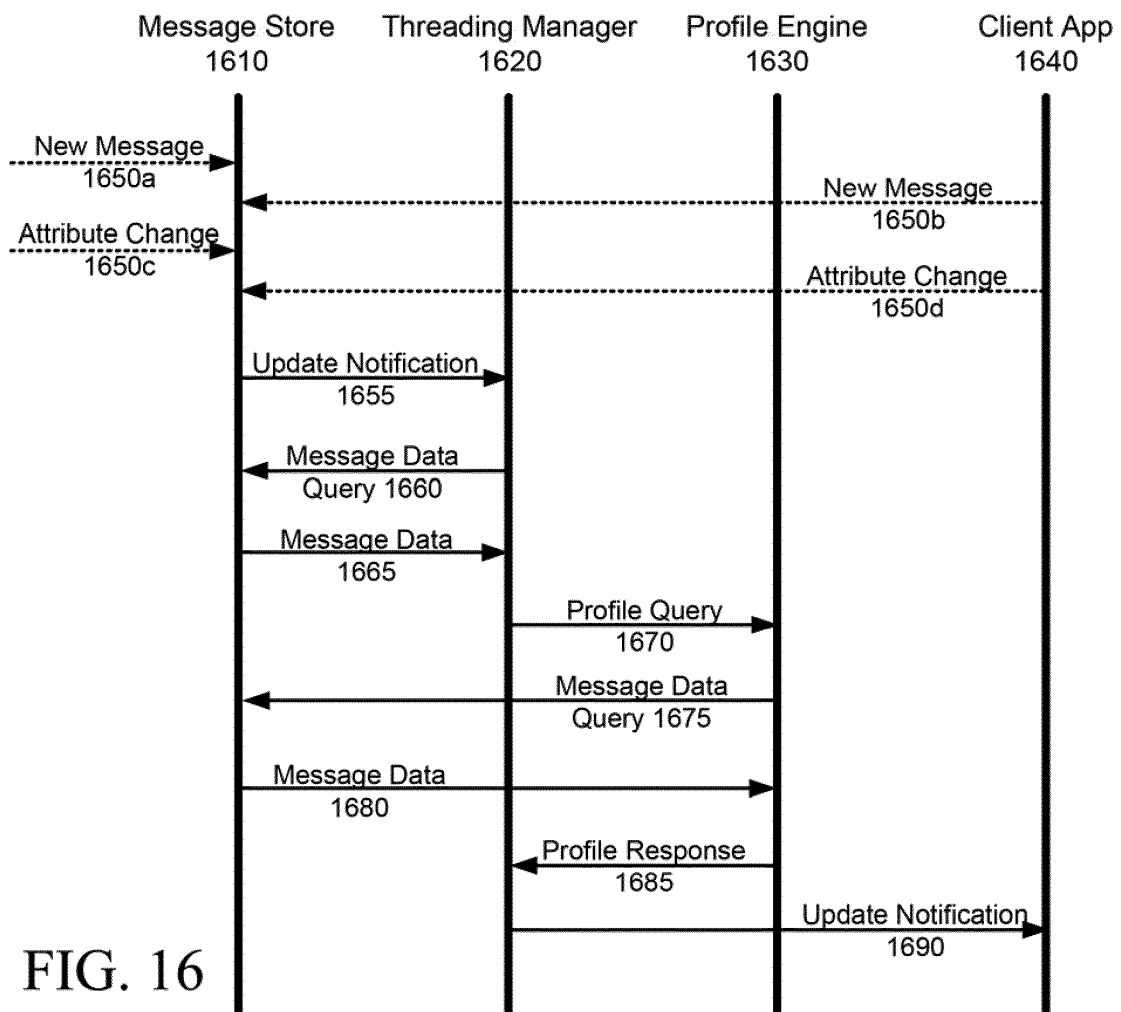 Message Store
1610
Threading Manager
1620
Profile Engine
1630
Client App
1640
New Message
1650a
New Message
1650b
Attribute Change
1650c
Attribute Change
1650d
Update Notification
1655
Message Data
Query 1660
Message Data
1665
Profile Query
1670
Message Data
Query 1675
Message Data
1680
Profile Response
1685
Update Notification
1690
FIG. 16